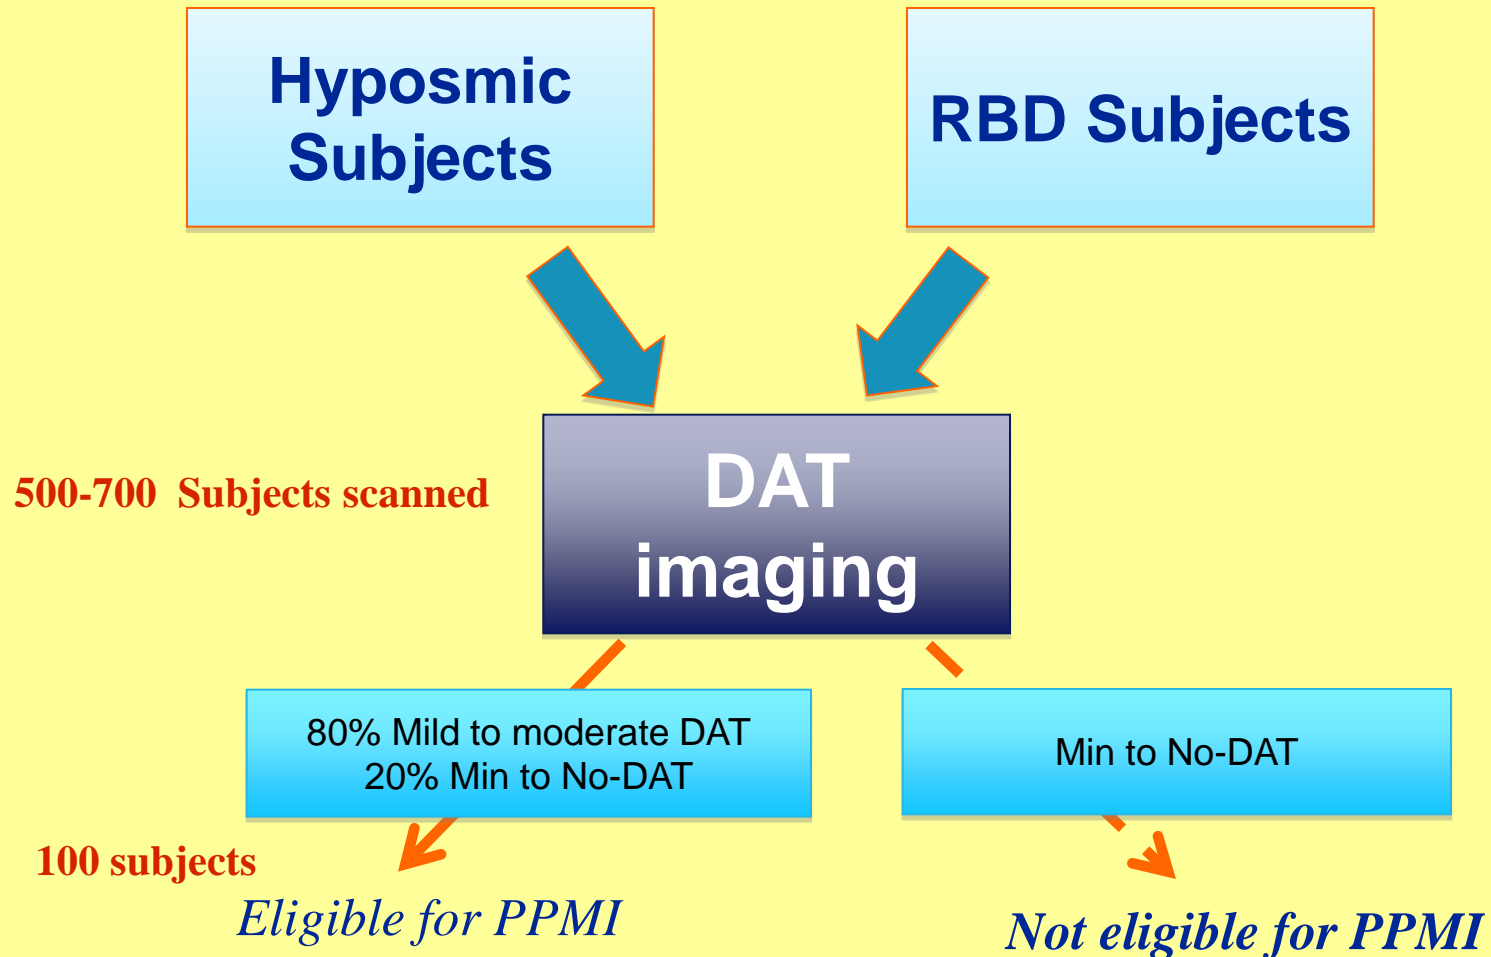 Hyposmic
Subjects
RBD Subjects
500-700 Subjects scanned
DAT
imaging
80% Mild to moderate DAT
20% Min to No-DAT
Min to No-DAT
100 subjects
Eligible for PPMI
Not eligible for PPMI